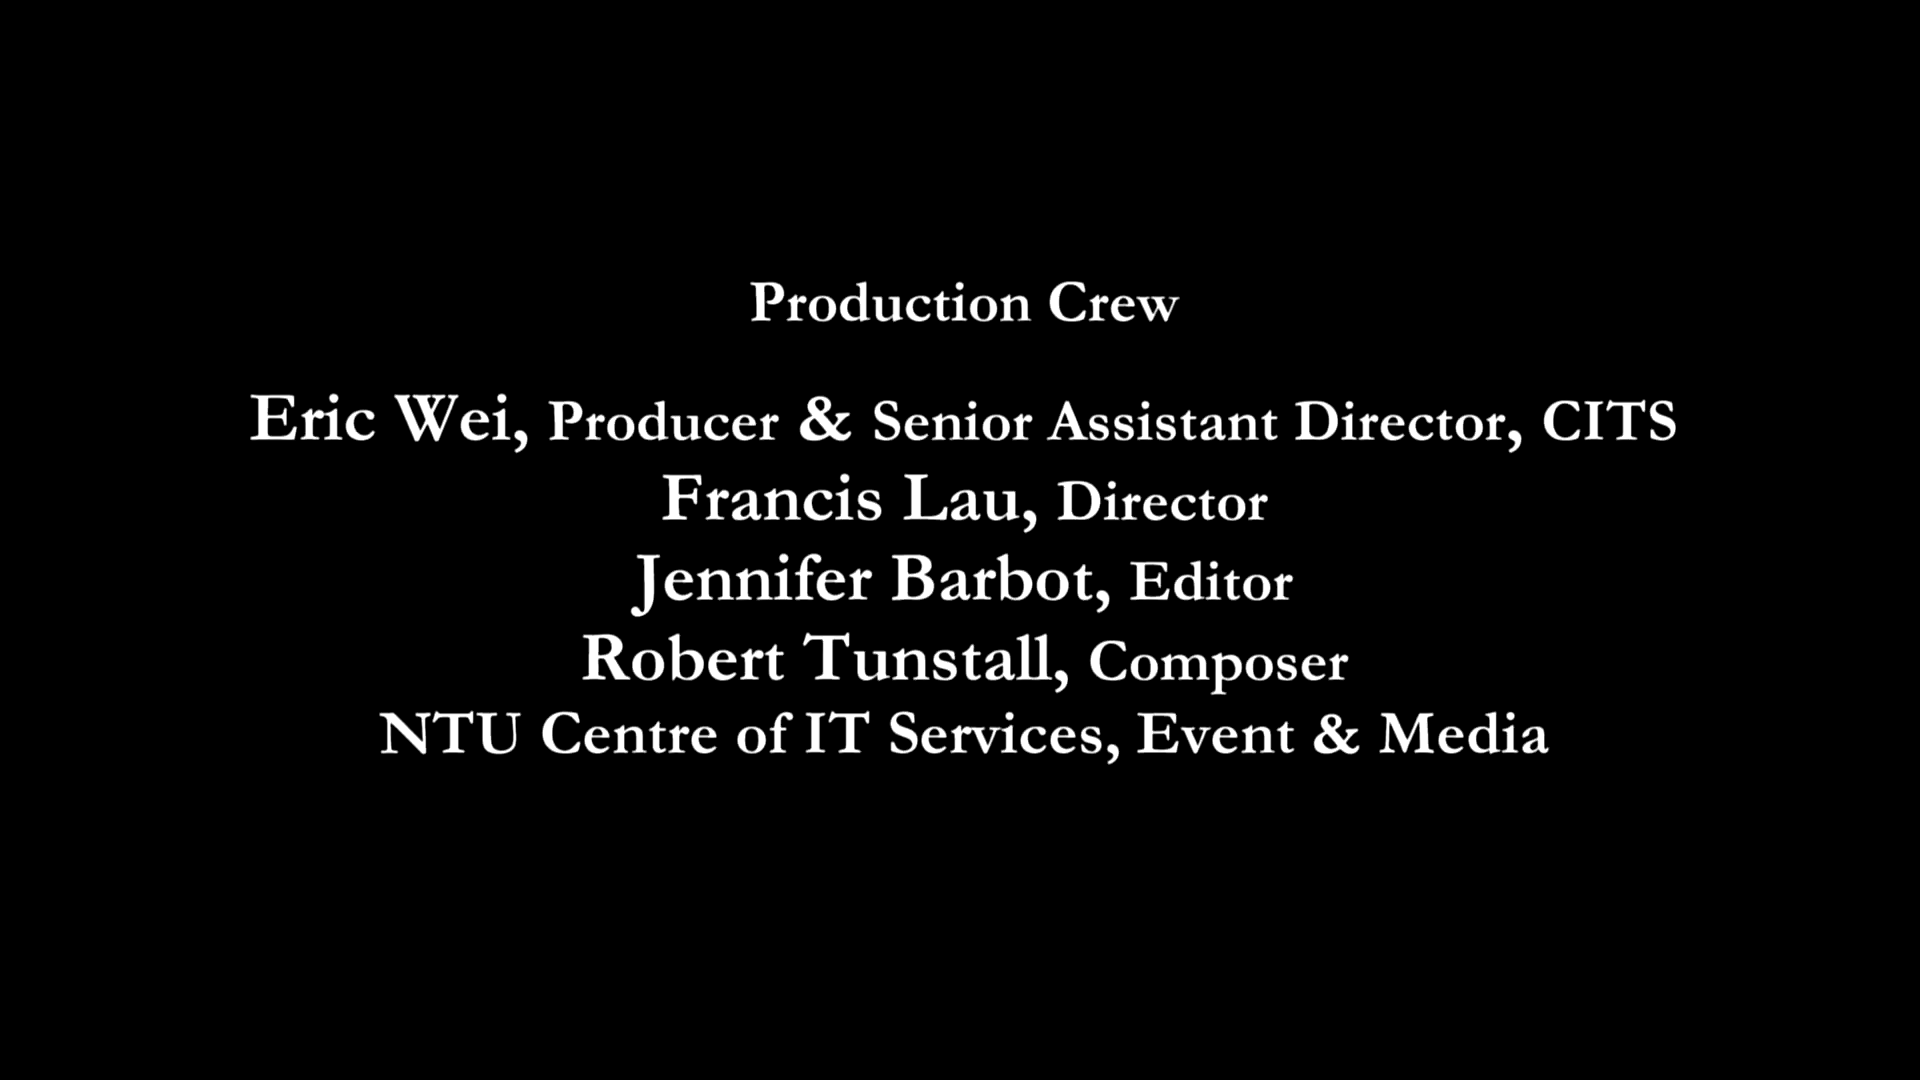 Production Crew
Eric Wei, Producer & Senior Assistant Director, CITS
Francis Lau, Director
Jennifer Barbot, Editor
Robert Tunstall, Composer
NTU Centre of IT Services, Event & Media